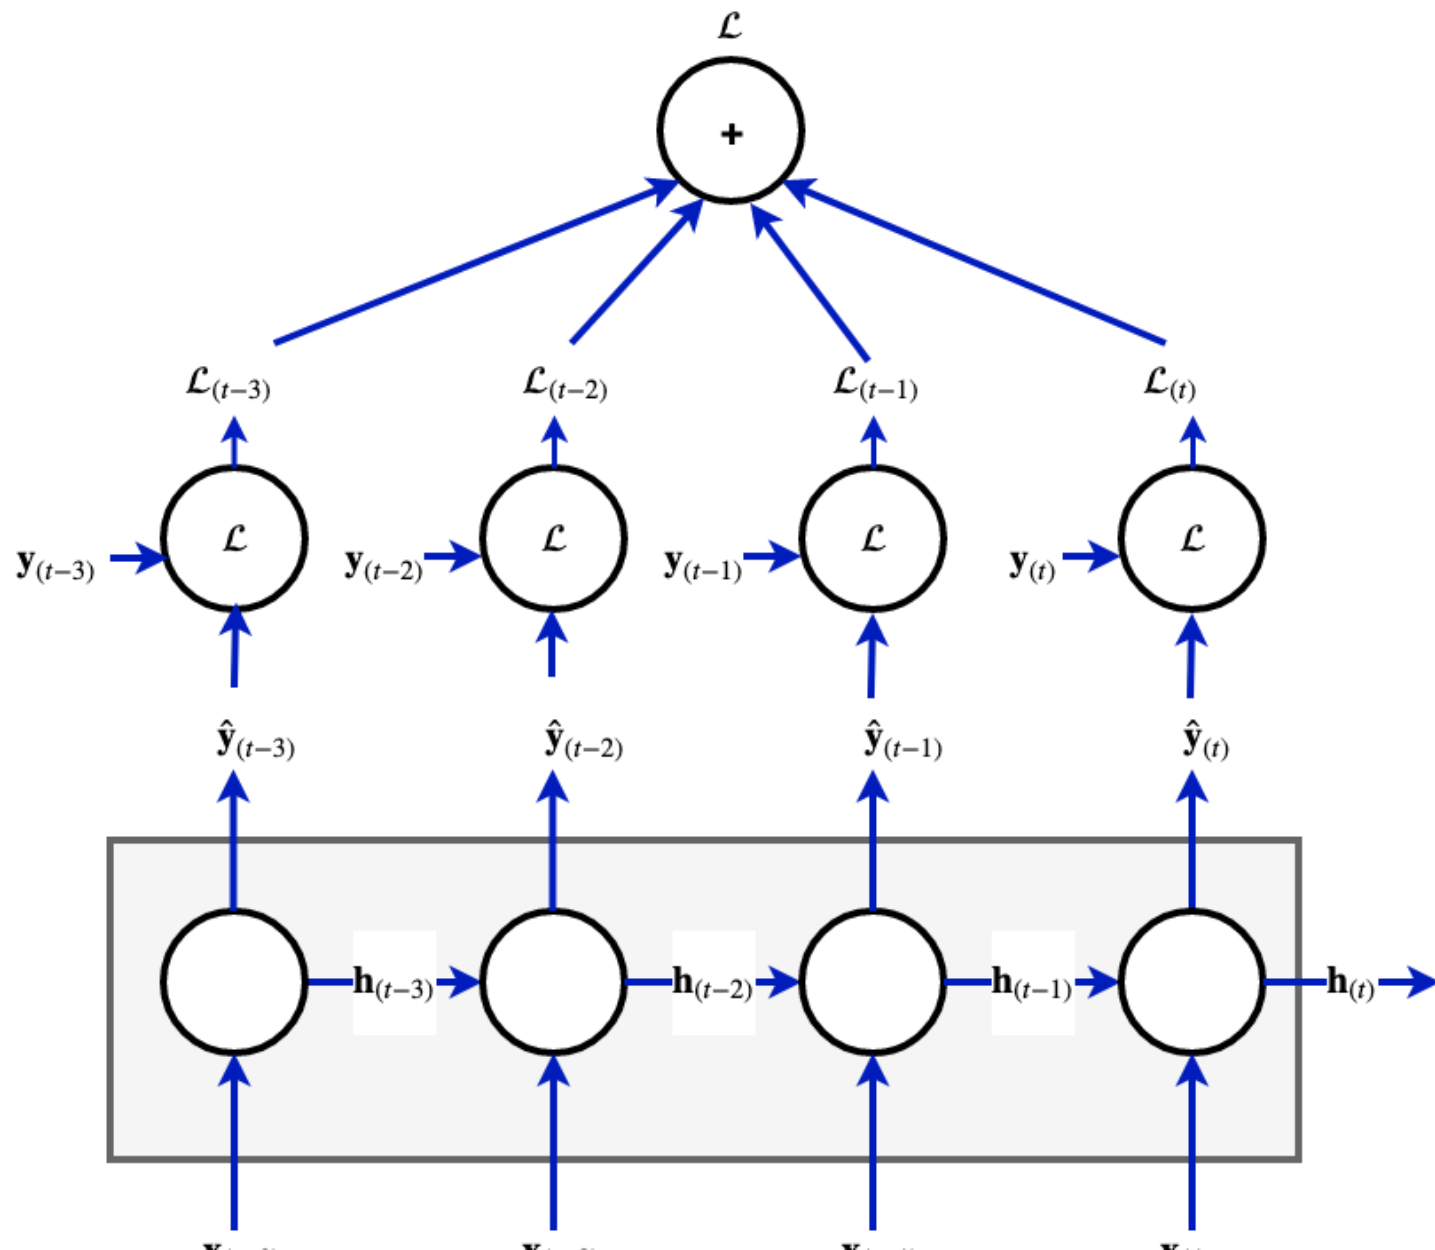 ℒ
+
ℒ(t−3) ℒ(t−2) ℒ(t−1) ℒ(t)
ℒ ℒ ℒ ℒ
y(t−3) y(t−2) y(t−1) y(t)
ŷ(t−3) ŷ(t−2) ŷ(t−1) ŷ(t)
h(t−3) h(t−2) h(t−1) h(t)